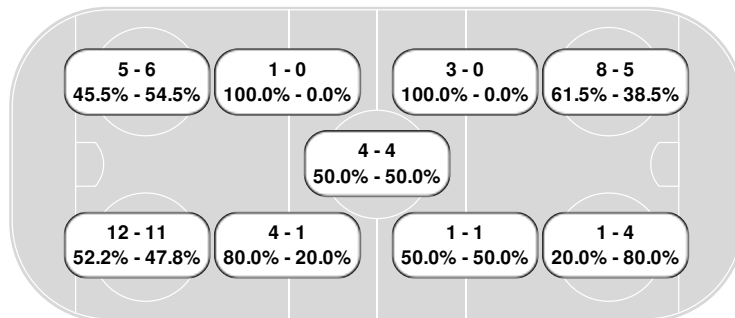 5 - 6
45.5% - 54.5%
1 - 0
100.0% - 0.0%
3 - 0
100.0% - 0.0%
8 - 5
61.5% - 38.5%
4 - 4
50.0% - 50.0%
12 - 11
52.2% - 47.8%
4 - 1
80.0% - 20.0%
1 - 1
50.0% - 50.0%
1 - 4
20.0% - 80.0%